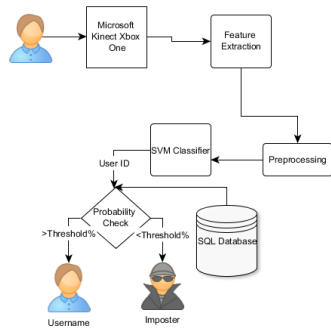 Microsoft
Kinect Xbox
One
Feature
Extraction
Preprocessing
SVM Classifier
User ID
SQL Database
Probability
Check
>Threshold%
<Threshold%
Username
Imposter